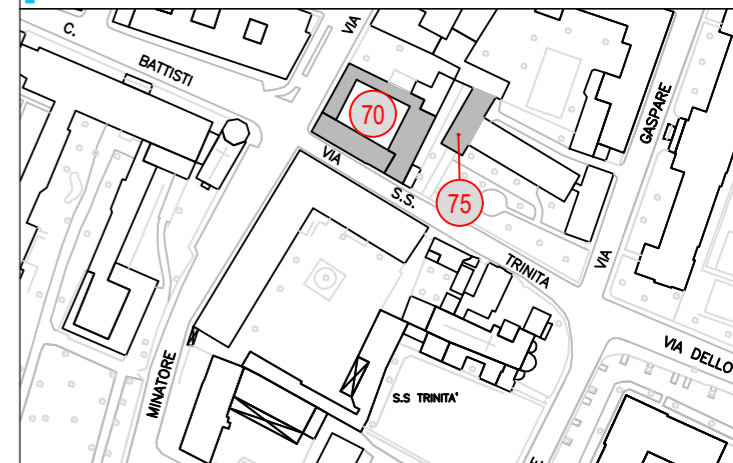 C.
BATTISTI
VIA
70
VIA
S.S.
TRINITA
75
GASPARE
VIA
VIA DELLO
MINATORE
S.S TRINITA'